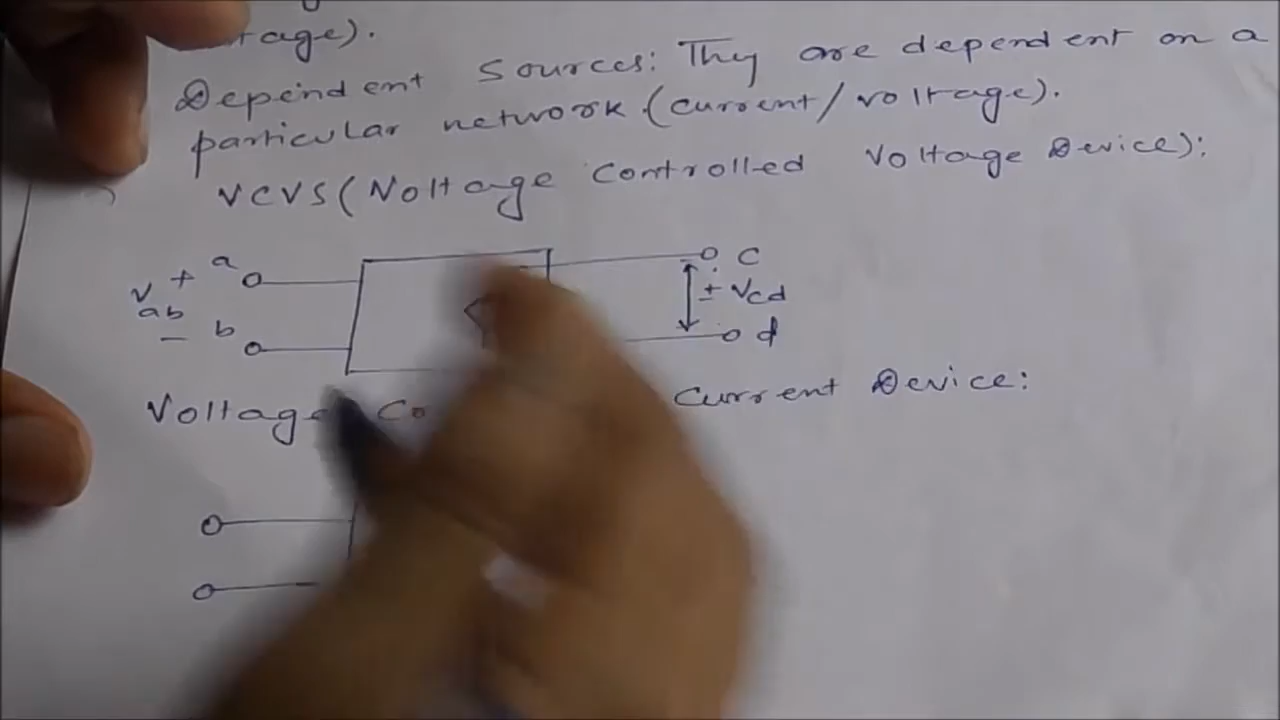 tage).
Dependent Sources: Thy are dependent on a
particular network (current/voltage).
VCVS (Voltage Controlled Voltage Device):
a
+
c
V ab
± Vcd
b
d
−
Voltage Co Current Device: